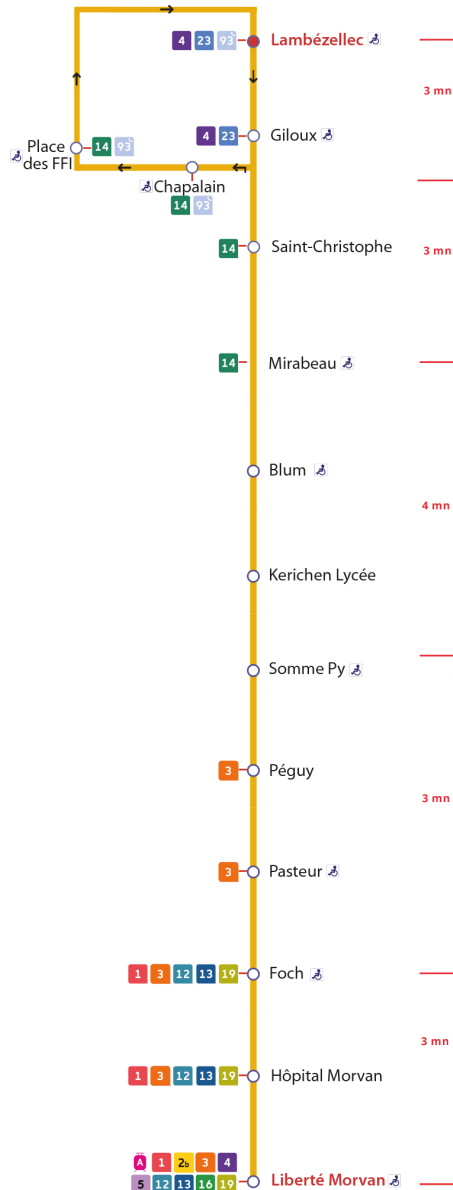 4 23 93 Lambézellec
3 mn
4 23 Giloux
Place
des FFI
14 93
Chapalain
14 93
14 Saint-Christophe
3 mn
14 Mirabeau
Blum
4 mn
Kerichen Lycée
Somme Py
3 Péguy
3 mn
3 Pasteur
1 3 12 13 19 Foch
3 mn
1 3 12 13 19 Hôpital Morvan
A 1 2b 3 4
5 12 13 16 19 Liberté Morvan